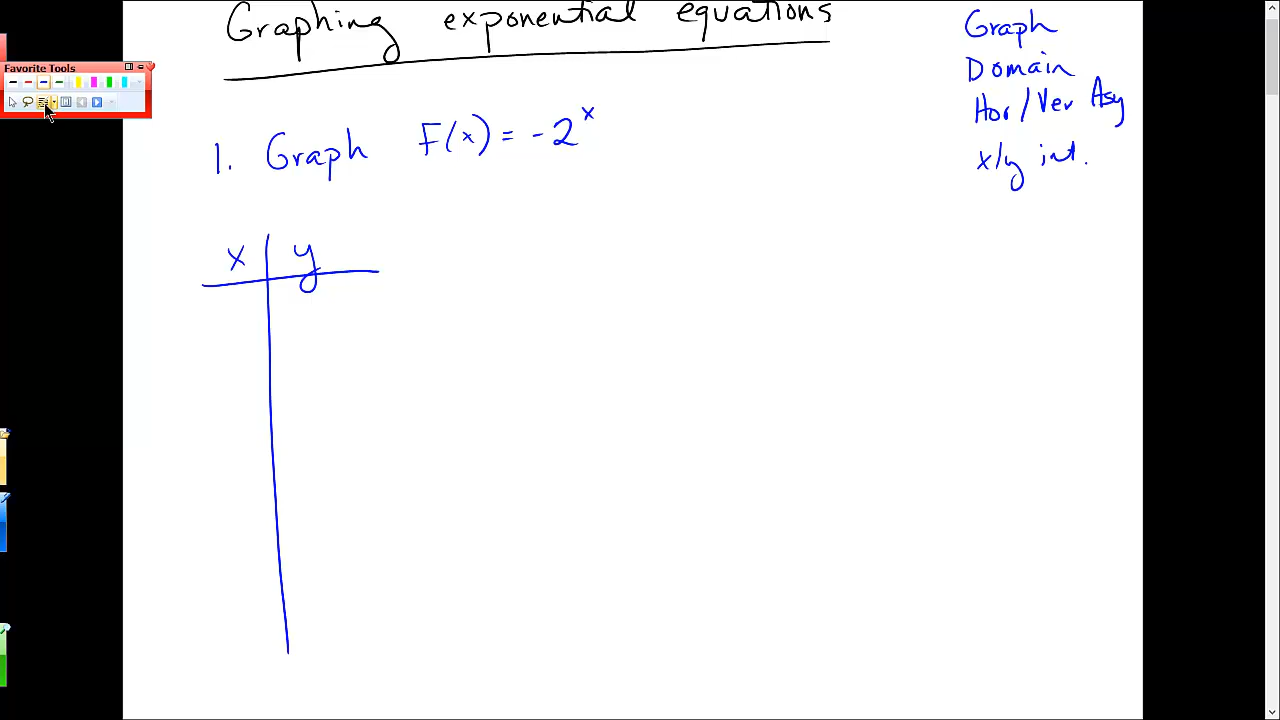 Graphing exponential equations
Graph
Domain
Hor/Ver Asy
x/y int.
Favorite Tools
1. Graph F(x) = -2^x
x y